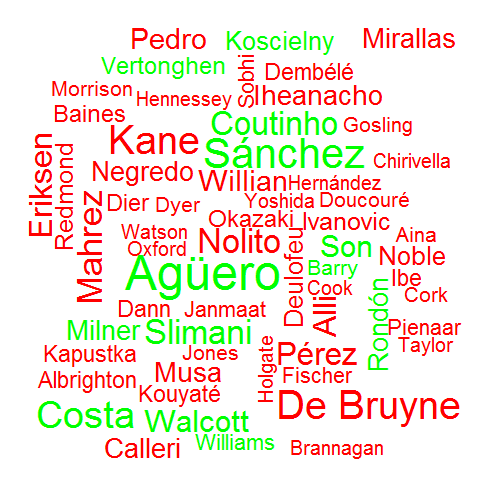 Pedro
Koscielny
Mirallas
Vertonghen
Sobhi
Dembélé
Morrison
Hennessey
Iheanacho
Baines
Coutinho
Gosling
Kane
Sánchez
Chirivella
Eriksen
Redmond
Negredo
Willian
Hernández
Mahrez
Dier
Dyer
Yoshida
Doucouré
Okazaki
Ivanovic
Watson
Nolito
Deulofeu
Son
Aina
Oxford
Noble
Agüero
Barry
Ibe
Cook
Cork
Alli
Rondón
Dann
Janmaat
Milner
Slimani
Pienaar
Taylor
Kapustka
Jones
Holgate
Pérez
Albrighton
Musa
Fischer
Kouyaté
Costa
Walcott
De Bruyne
Calleri
Williams
Brannagan